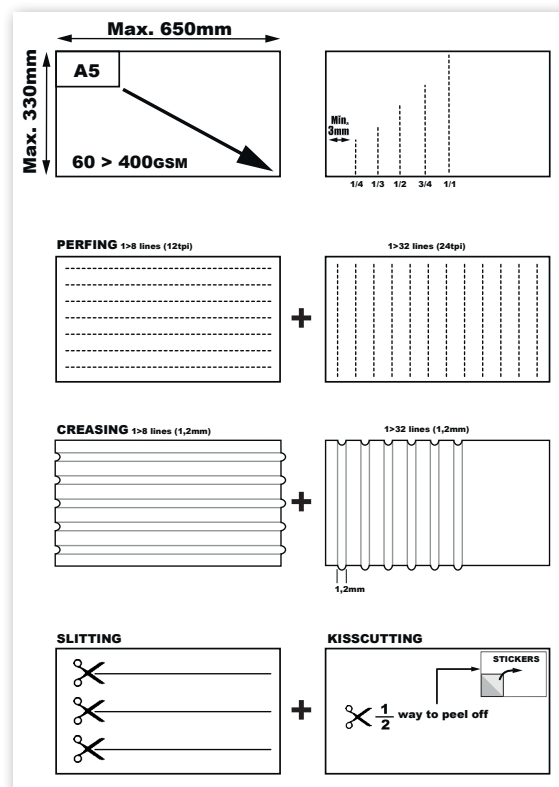 Max. 650mm
Max. 330mm
A5
60 > 400GSM
Min.
3mm
1/4 1/3 1/2 3/4 1/1
PERFING 1>8 lines (12tpi)
1>32 lines (24tpi)
+
CREASING 1>8 lines (1,2mm)
1>32 lines (1,2mm)
+
1,2mm
SLITTING
KISSCUTTING
STICKERS
+
1/2 way to peel off